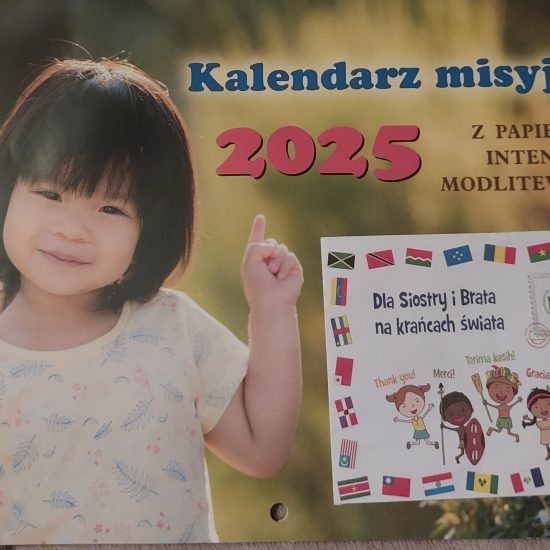 Kalendarz misyj
2025
Z PAPIE
INTEN
MODLITEW
Dla Siostry i Brata
na krańcach świata
Thank you!
Merci!
Terima kasih!
Gracia